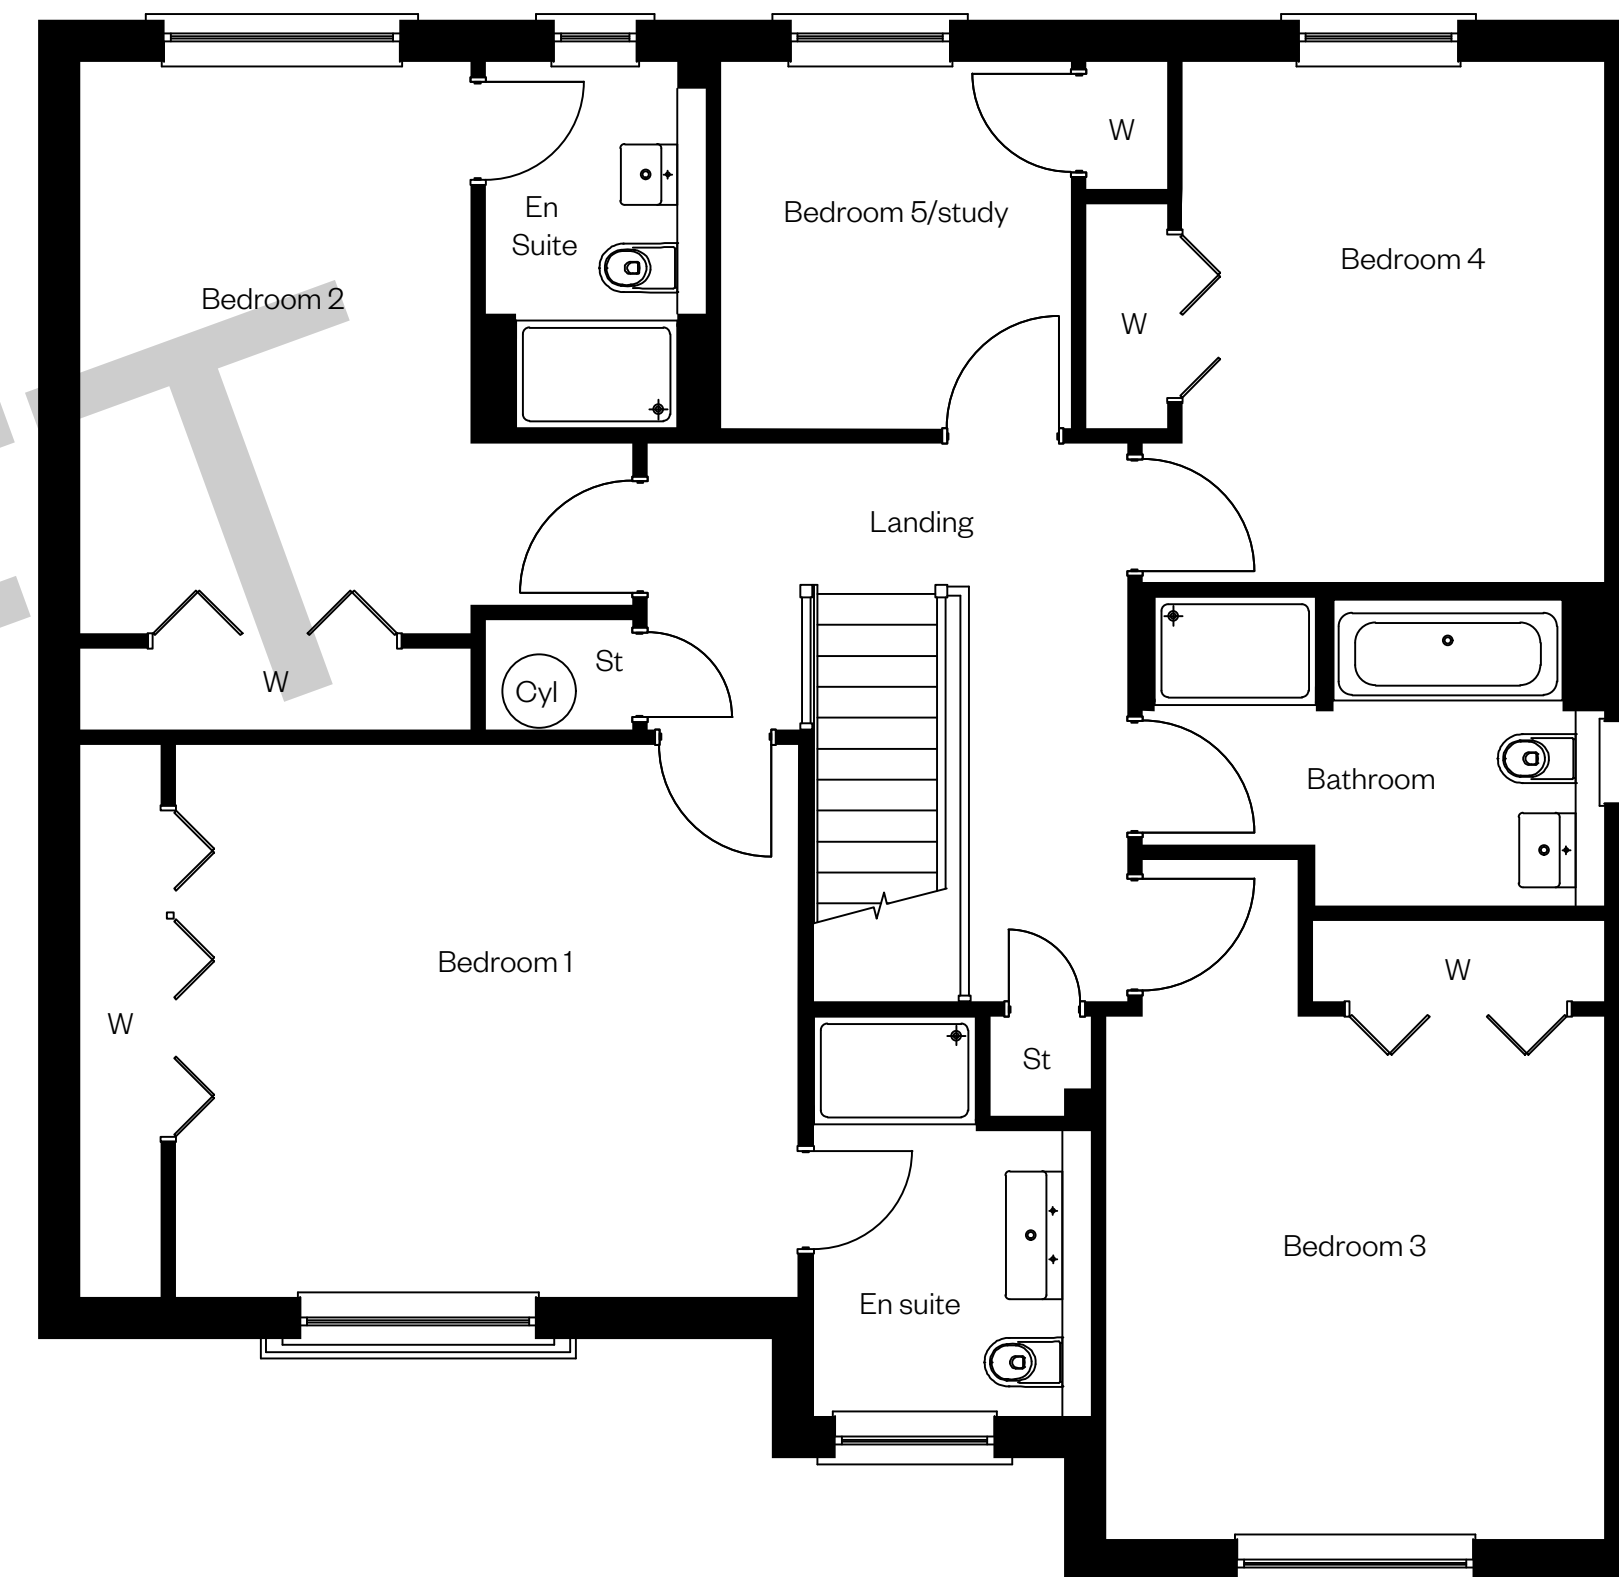 W
En
Suite
Bedroom 5/study
Bedroom 4
Bedroom 2
W
Landing
St
W
Cyl
Bathroom
Bedroom 1
W
W
St
Bedroom 3
En suite
T